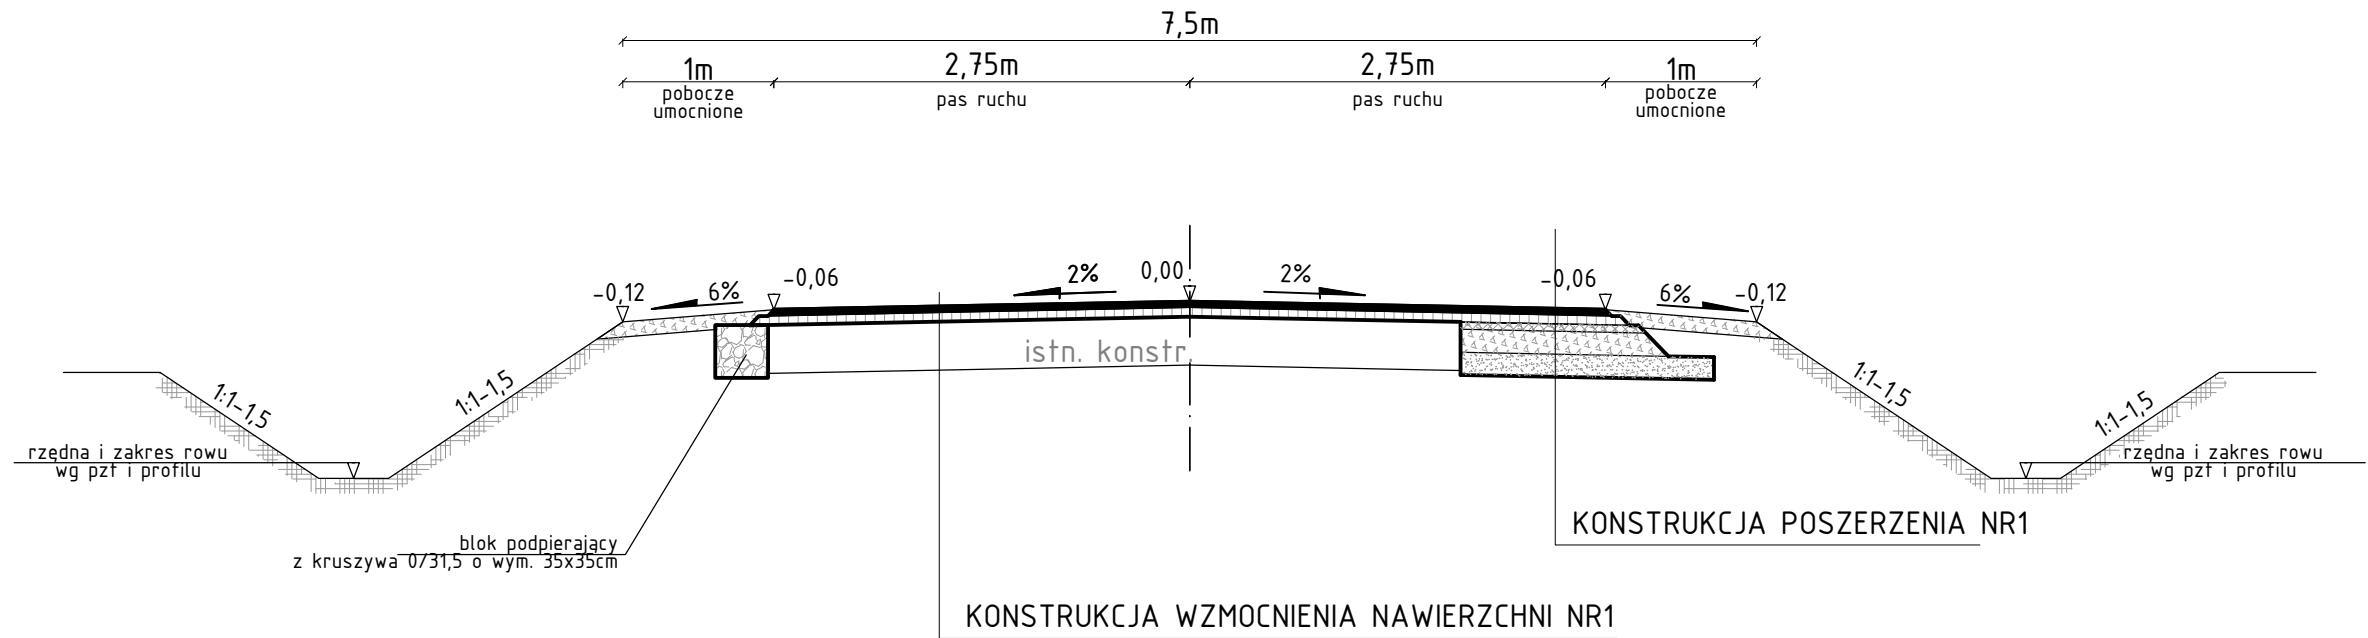 7,5m
1m
2,75m
2,75m
1m
pobocze
umocnione
pas ruchu
pas ruchu
pobocze
umocnione
-0,12
6%
-0,06
2%
0,00
2%
-0,06
6%
-0,12
istn. konstr.
1:1-1,5
1:1-1,5
1:1-1,5
1:1-1,5
rzędna i zakres rowu
wg pzt i profilu
rzędna i zakres rowu
wg pzt i profilu
KONSTRUKCJA POSZERZENIA NR1
blok podpierający
z kruszywa 0/31,5 o wym. 35x35cm
KONSTRUKCJA WZMOCNIENIA NAWIERZCHNI NR1